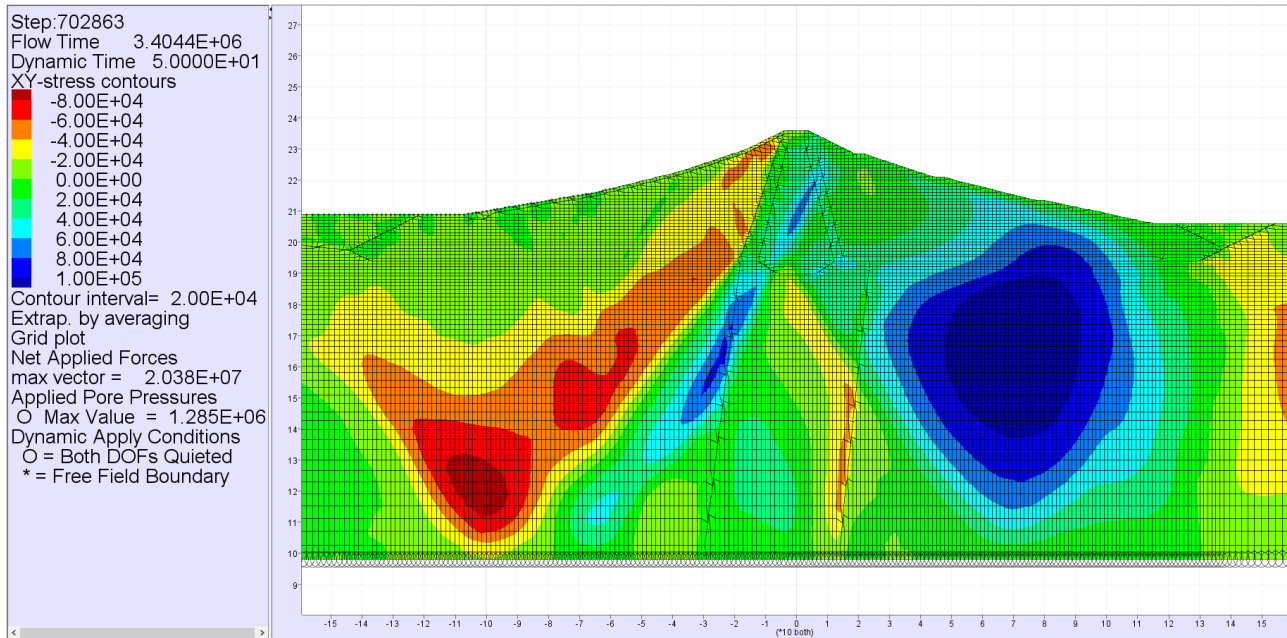 Step:702863
Flow Time 3.4044E+06
Dynamic Time 5.0000E+01
XY-stress contours
-8.00E+04
-6.00E+04
-4.00E+04
-2.00E+04
0.00E+00
2.00E+04
4.00E+04
6.00E+04
8.00E+04
1.00E+05
Contour interval= 2.00E+04
Extrap. by averaging
Grid plot
Net Applied Forces
max vector = 2.038E+07
Applied Pore Pressures
O Max Value = 1.285E+06
Dynamic Apply Conditions
O = Both DOFs Quieted
* = Free Field Boundary
27
26
25
24
23
22
21
20
19
18
17
16
15
14
13
12
11
10
9
-15 -14 -13 -12 -11 -10 -9 -8 -7 -6 -5 -4 -3 -2 -1 0 1 2 3 4 5 6 7 8 9 10 11 12 13 14 15
(*10 both)